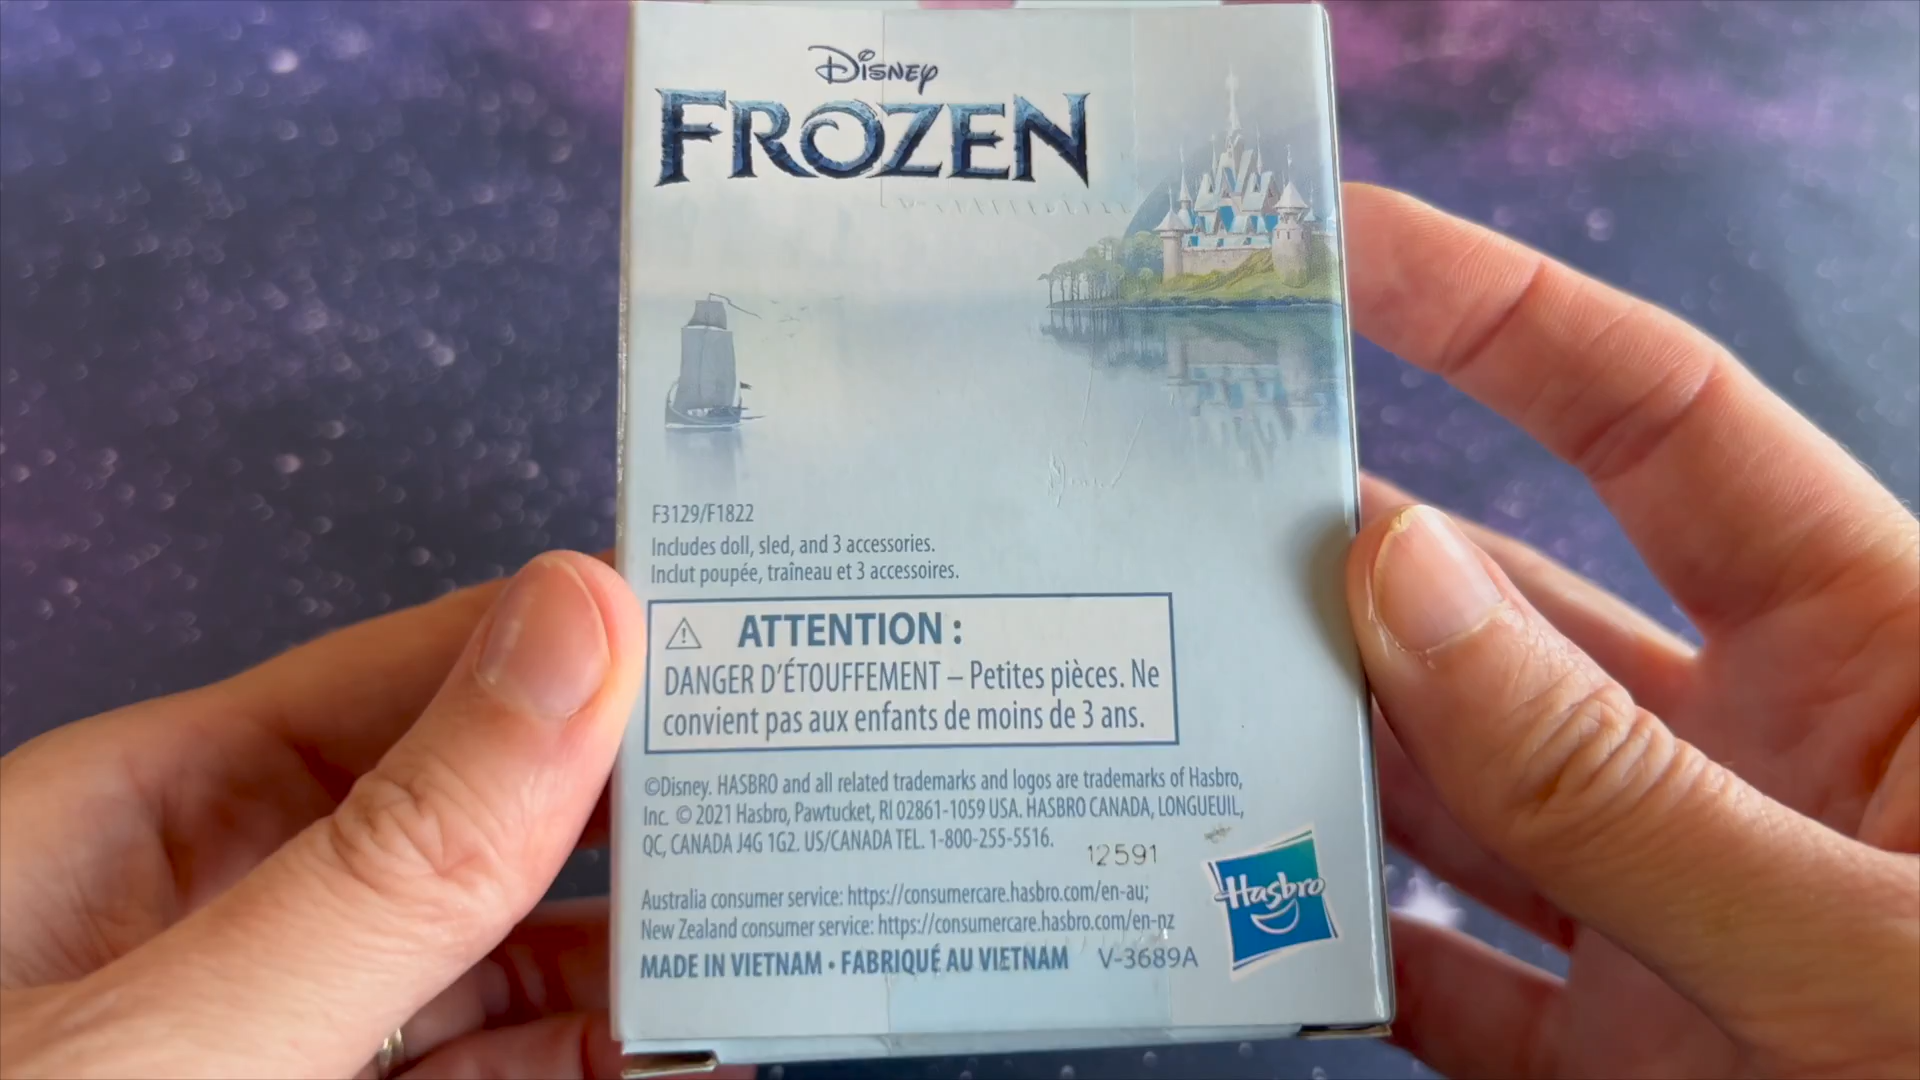 Disney
FROZEN
F3129/F1822
Includes doll, sled, and 3 accessories.
Inclut poupée, traîneau et 3 accessoires.
ATTENTION :
DANGER D'ÉTOUFFEMENT – Petites pièces. Ne
convient pas aux enfants de moins de 3 ans.
©Disney. HASBRO and all related trademarks and logos are trademarks of Hasbro,
Inc. © 2021 Hasbro, Pawtucket, RI 02861-1059 USA. HASBRO CANADA, LONGUEUIL,
QC, CANADA J4G 1G2. US/CANADA TEL. 1-800-255-5516.
12591
Hasbro
Australia consumer service: https://consumercare.hasbro.com/en-au;
New Zealand consumer service: https://consumercare.hasbro.com/en-nz
MADE IN VIETNAM • FABRIQUÉ AU VIETNAM V-3689A